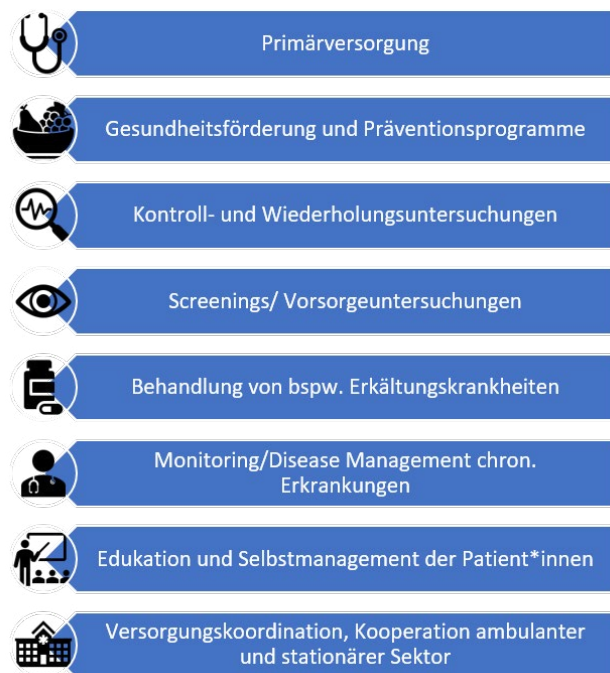 Primärversorgung
Gesundheitsförderung und Präventionsprogramme
Kontroll- und Wiederholungsuntersuchungen
Screenings/ Vorsorgeuntersuchungen
Behandlung von bspw. Erkältungskrankheiten
Monitoring/Disease Management chron.
Erkrankungen
Edukation und Selbstmanagement der Patient*innen
Versorgungskoordination, Kooperation ambulanter
und stationärer Sektor